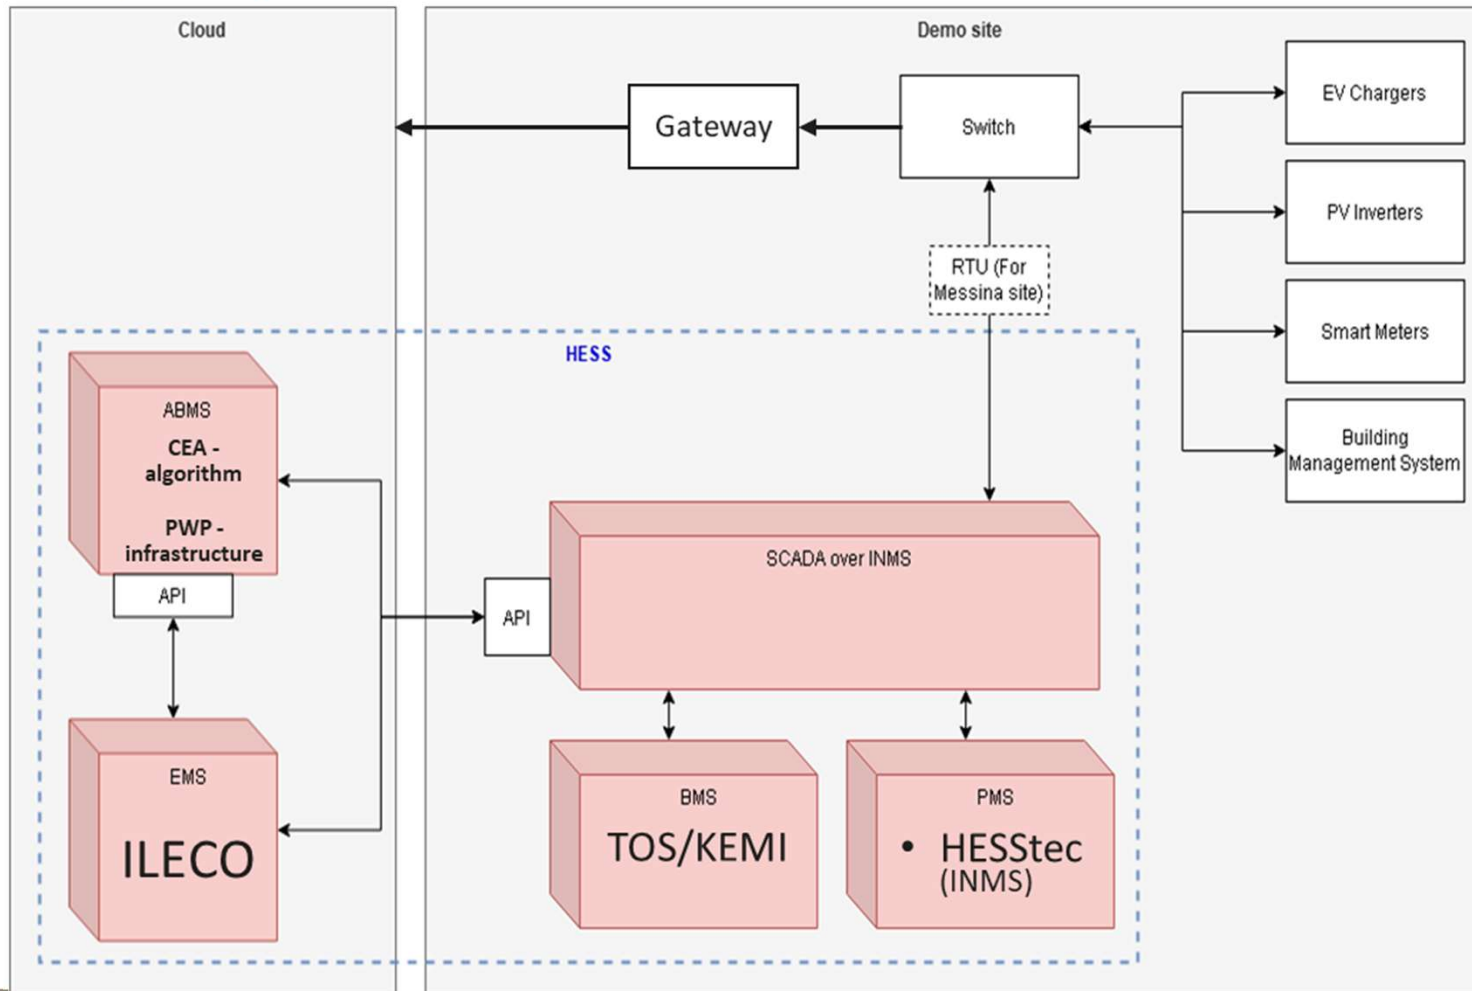 Cloud
Demo site
Gateway
Switch
EV Chargers
PV Inverters
RTU (For
Messina site)
Smart Meters
Building
Management System
HESS
ABMS
CEA -
algorithm
PWP -
infrastructure
API
SCADA over INMS
API
EMS
ILECO
BMS
TOS/KEMI
PMS
• HESStec
(INMS)